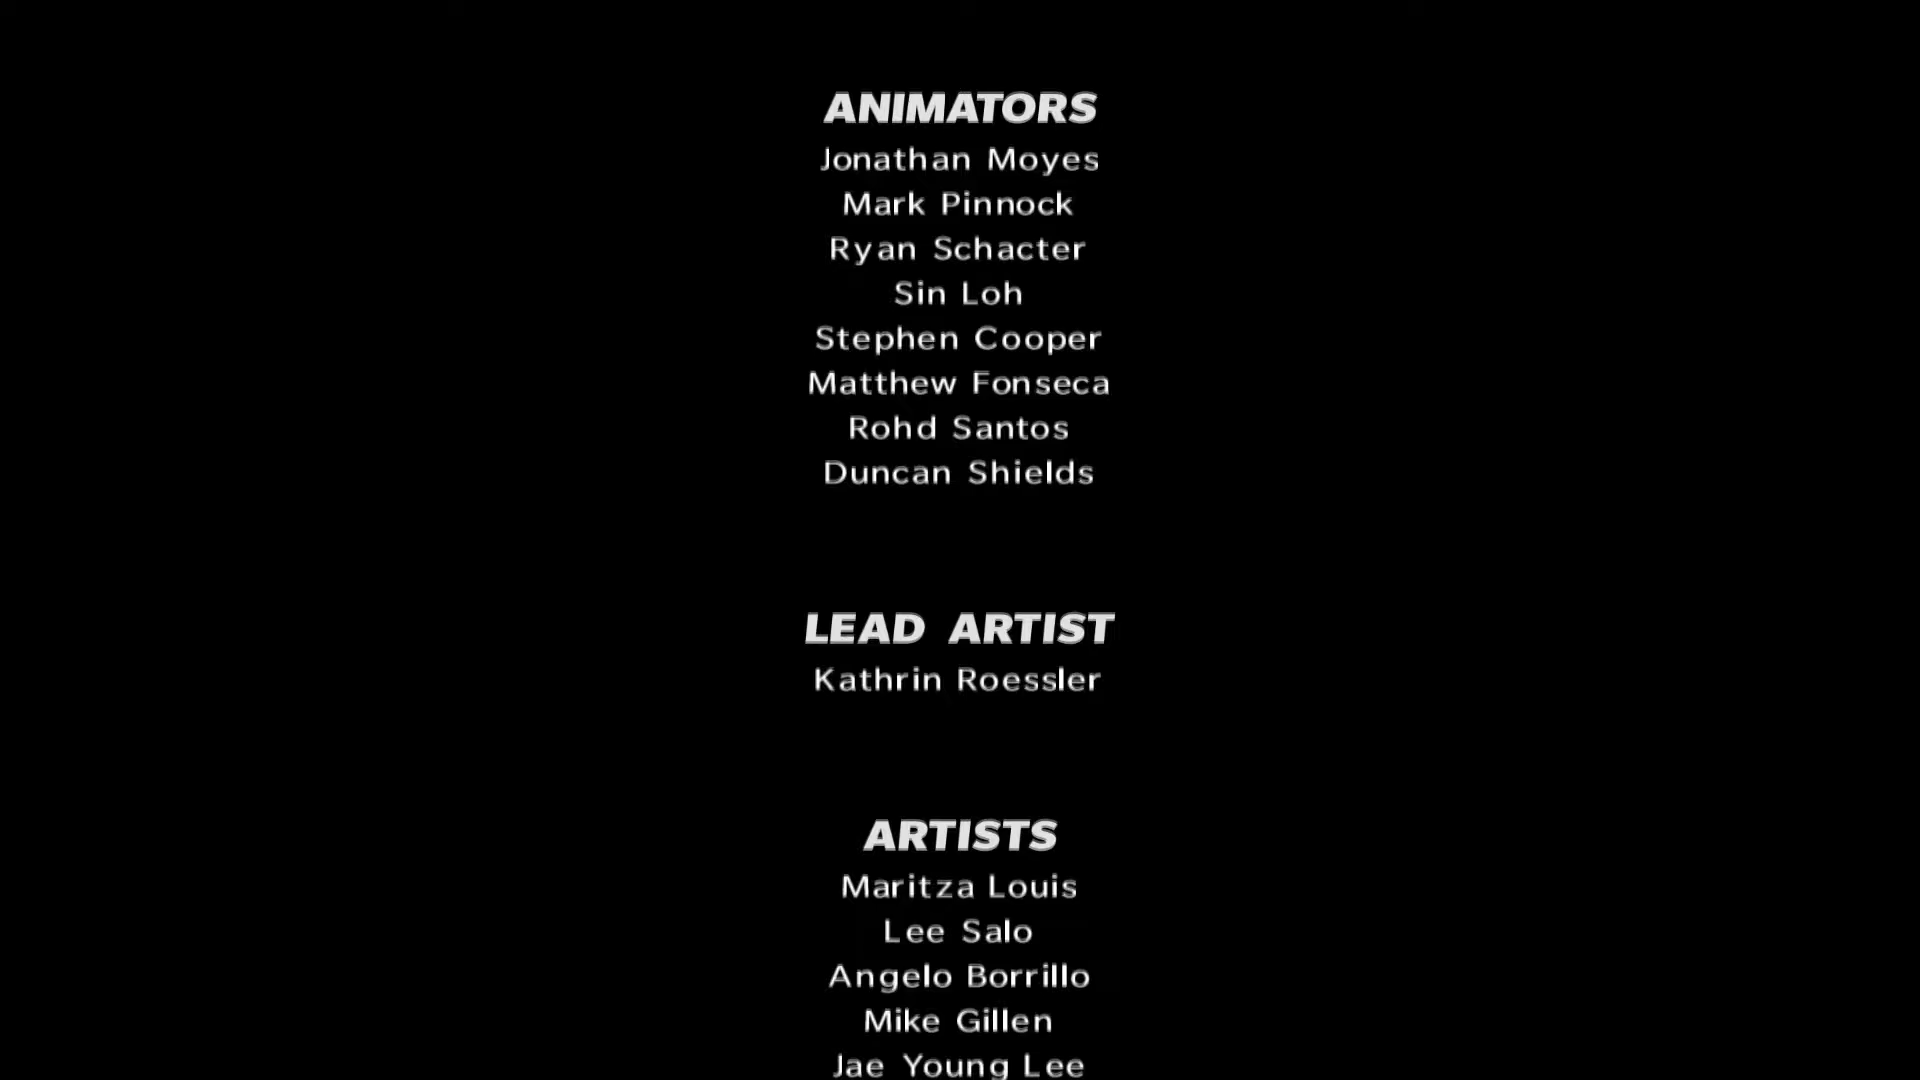 ANIMATORS
Jonathan Moyes
Mark Pinnock
Ryan Schacter
Sin Loh
Stephen Cooper
Matthew Fonseca
Rohd Santos
Duncan Shields
LEAD ARTIST
Kathrin Roessler
ARTISTS
Maritza Louis
Lee Salo
Angelo Borrillo
Mike Gillen
Jae Young Lee